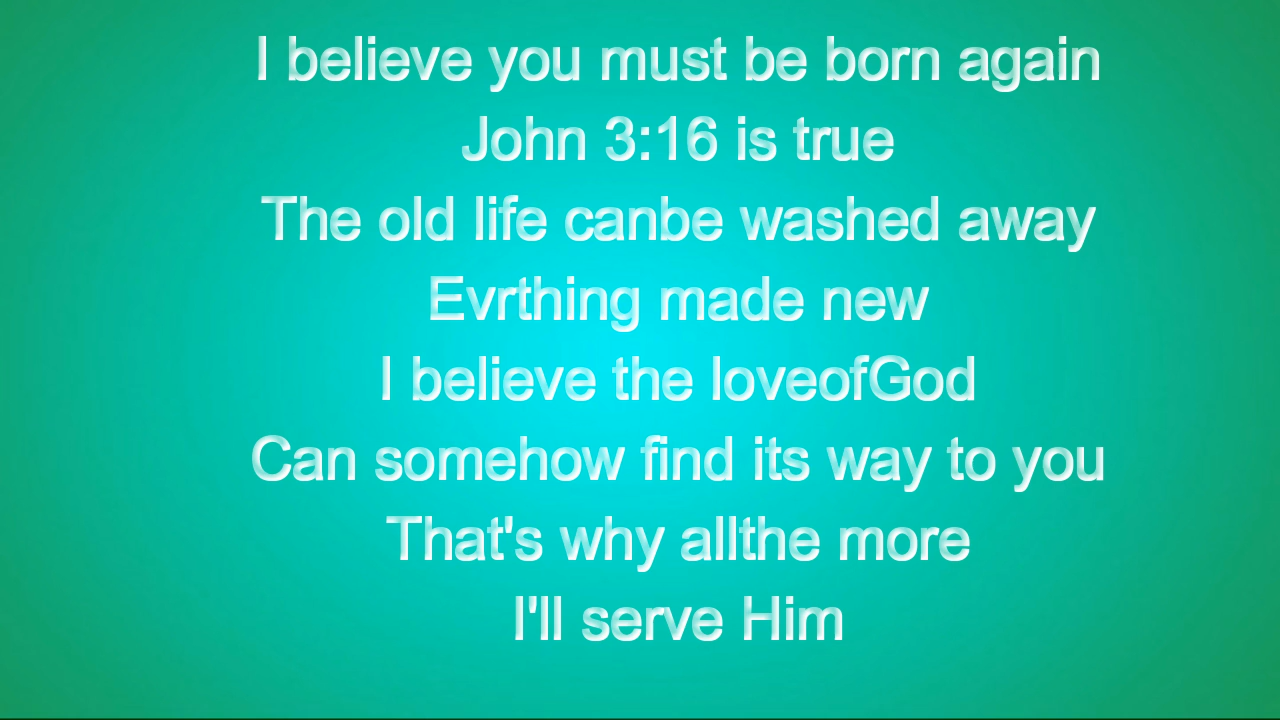 I believe you must be born again
John 3:16 is true
The old life canbe washed away
Evrthing made new
I believe the loveofGod
Can somehow find its way to you
That's why allthe more
I'll serve Him